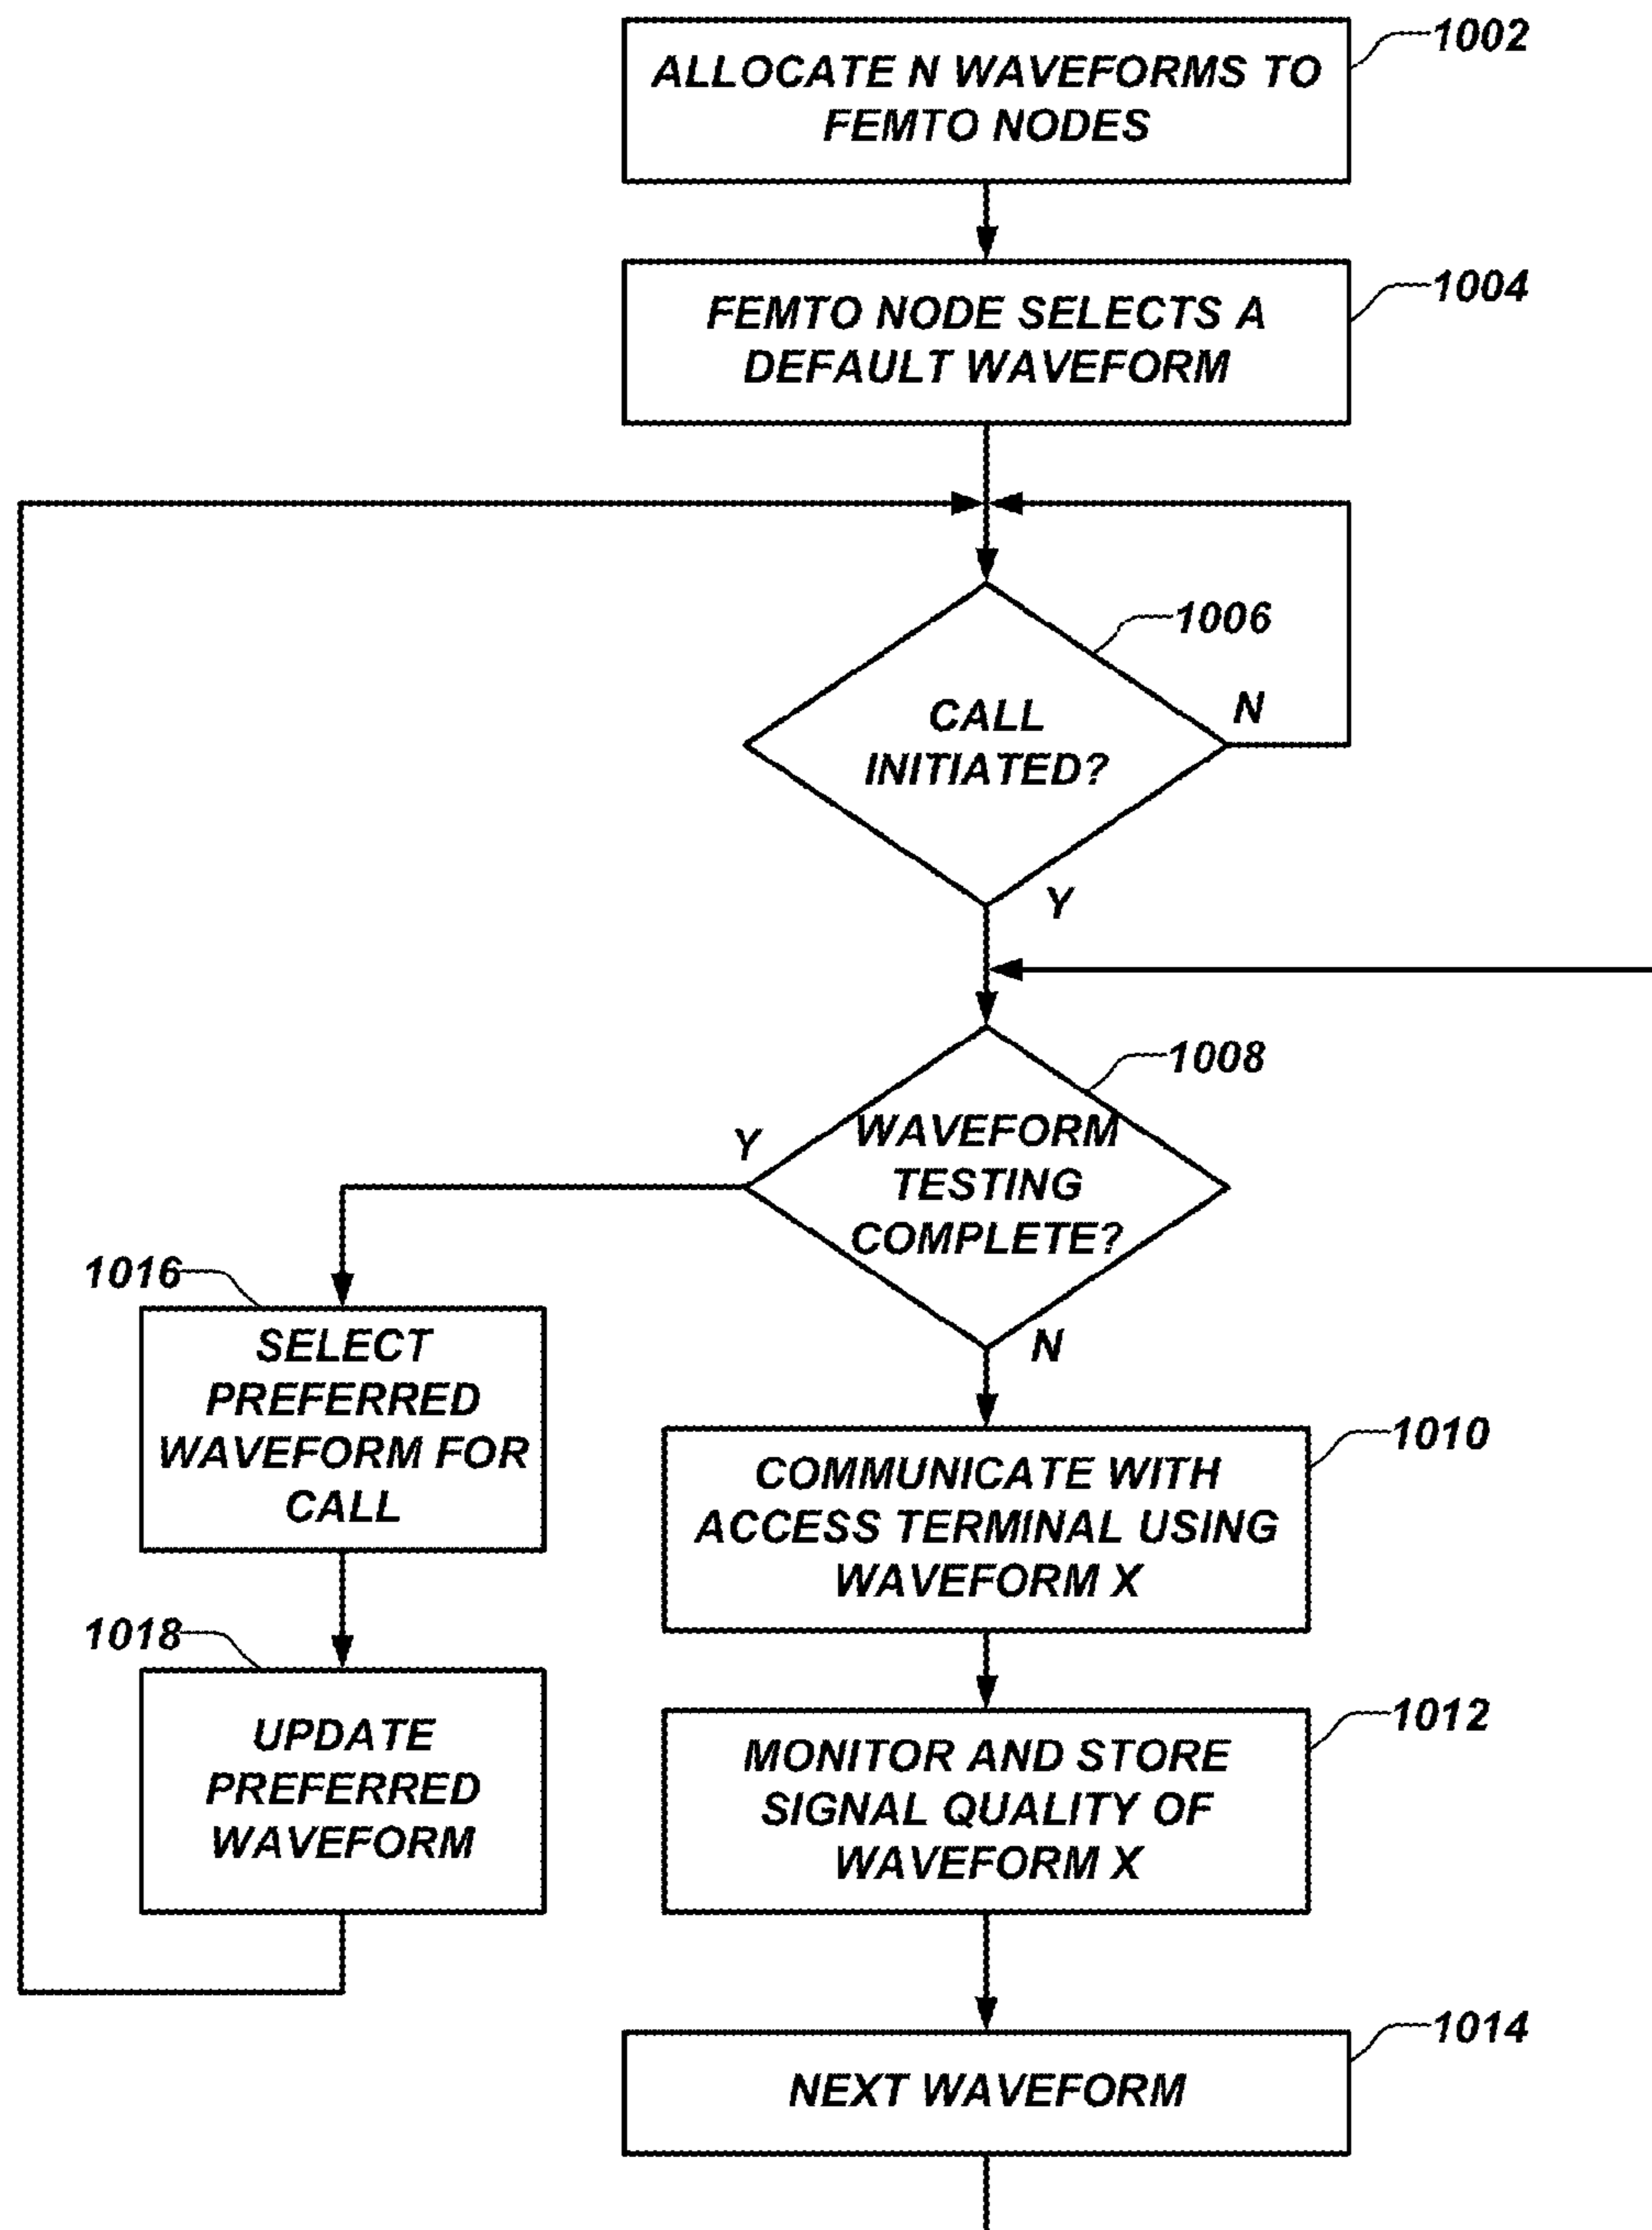 1002
ALLOCATE N WAVEFORMS TO
FEMTO NODES
1004
FEMTO NODE SELECTS A
DEFAULT WAVEFORM
1006
CALL
INITIATED?
N
Y
1008
WAVEFORM
TESTING
COMPLETE?
Y
N
1016
SELECT
PREFERRED
WAVEFORM FOR
CALL
1010
COMMUNICATE WITH
ACCESS TERMINAL USING
WAVEFORM X
1018
UPDATE
PREFERRED
WAVEFORM
1012
MONITOR AND STORE
SIGNAL QUALITY OF
WAVEFORM X
1014
NEXT WAVEFORM